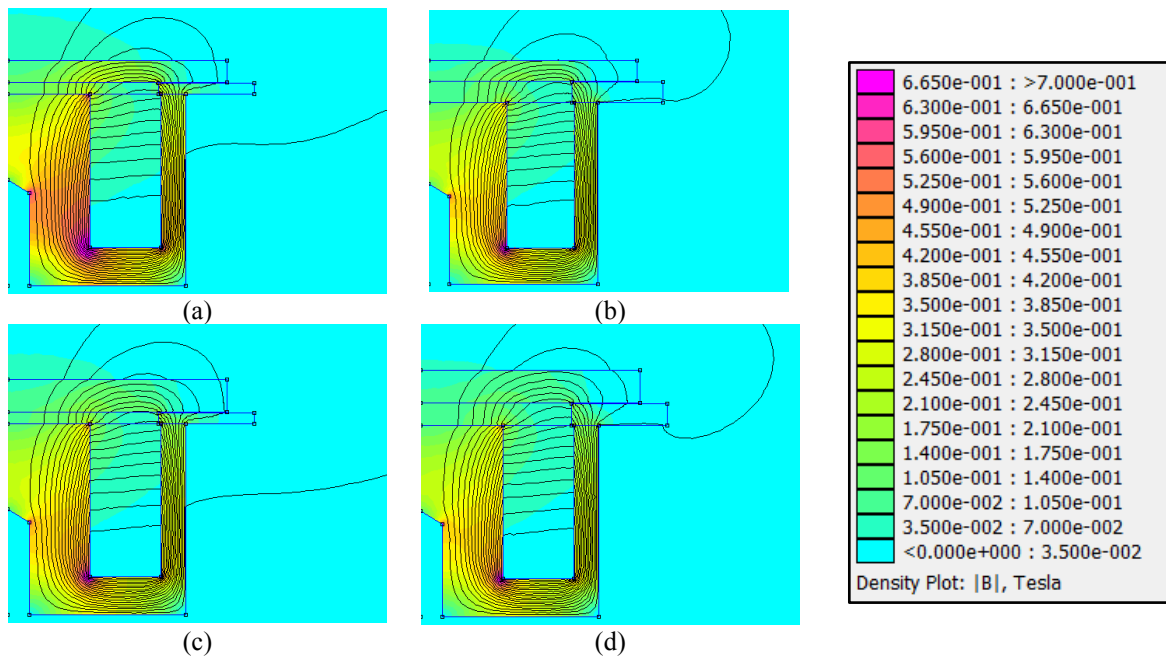 6.650e-001 : >7.000e-001
6.300e-001 : 6.650e-001
5.950e-001 : 6.300e-001
5.600e-001 : 5.950e-001
5.250e-001 : 5.600e-001
4.900e-001 : 5.250e-001
4.550e-001 : 4.900e-001
4.200e-001 : 4.550e-001
3.850e-001 : 4.200e-001
3.500e-001 : 3.850e-001
3.150e-001 : 3.500e-001
2.800e-001 : 3.150e-001
2.450e-001 : 2.800e-001
2.100e-001 : 2.450e-001
1.750e-001 : 2.100e-001
1.400e-001 : 1.750e-001
1.050e-001 : 1.400e-001
7.000e-002 : 1.050e-001
3.500e-002 : 7.000e-002
<0.000e+000 : 3.500e-002
Density Plot: |B|, Tesla
(a)
(b)
(c)
(d)